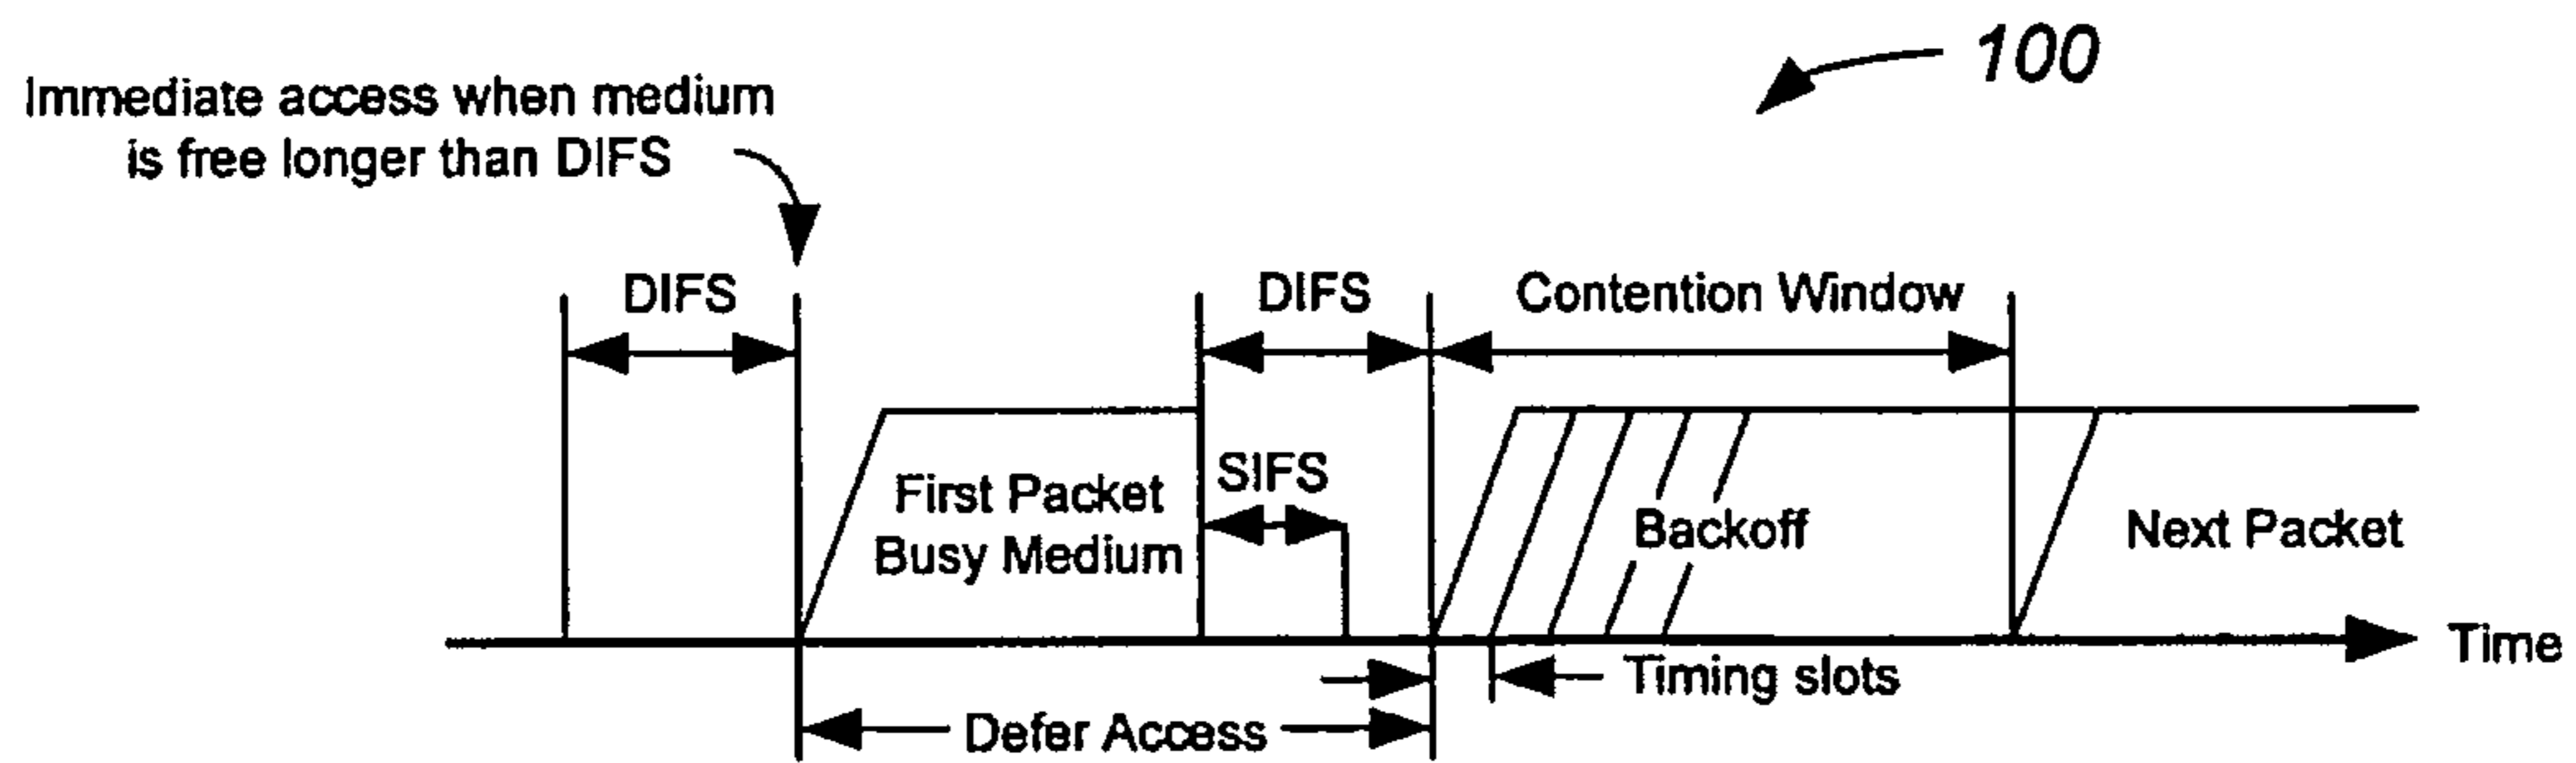 100
Immediate access when medium
is free longer than DIFS
DIFS
DIFS
Contention Window
First Packet
Busy Medium
SIFS
Backoff
Next Packet
Time
Timing slots
Defer Access